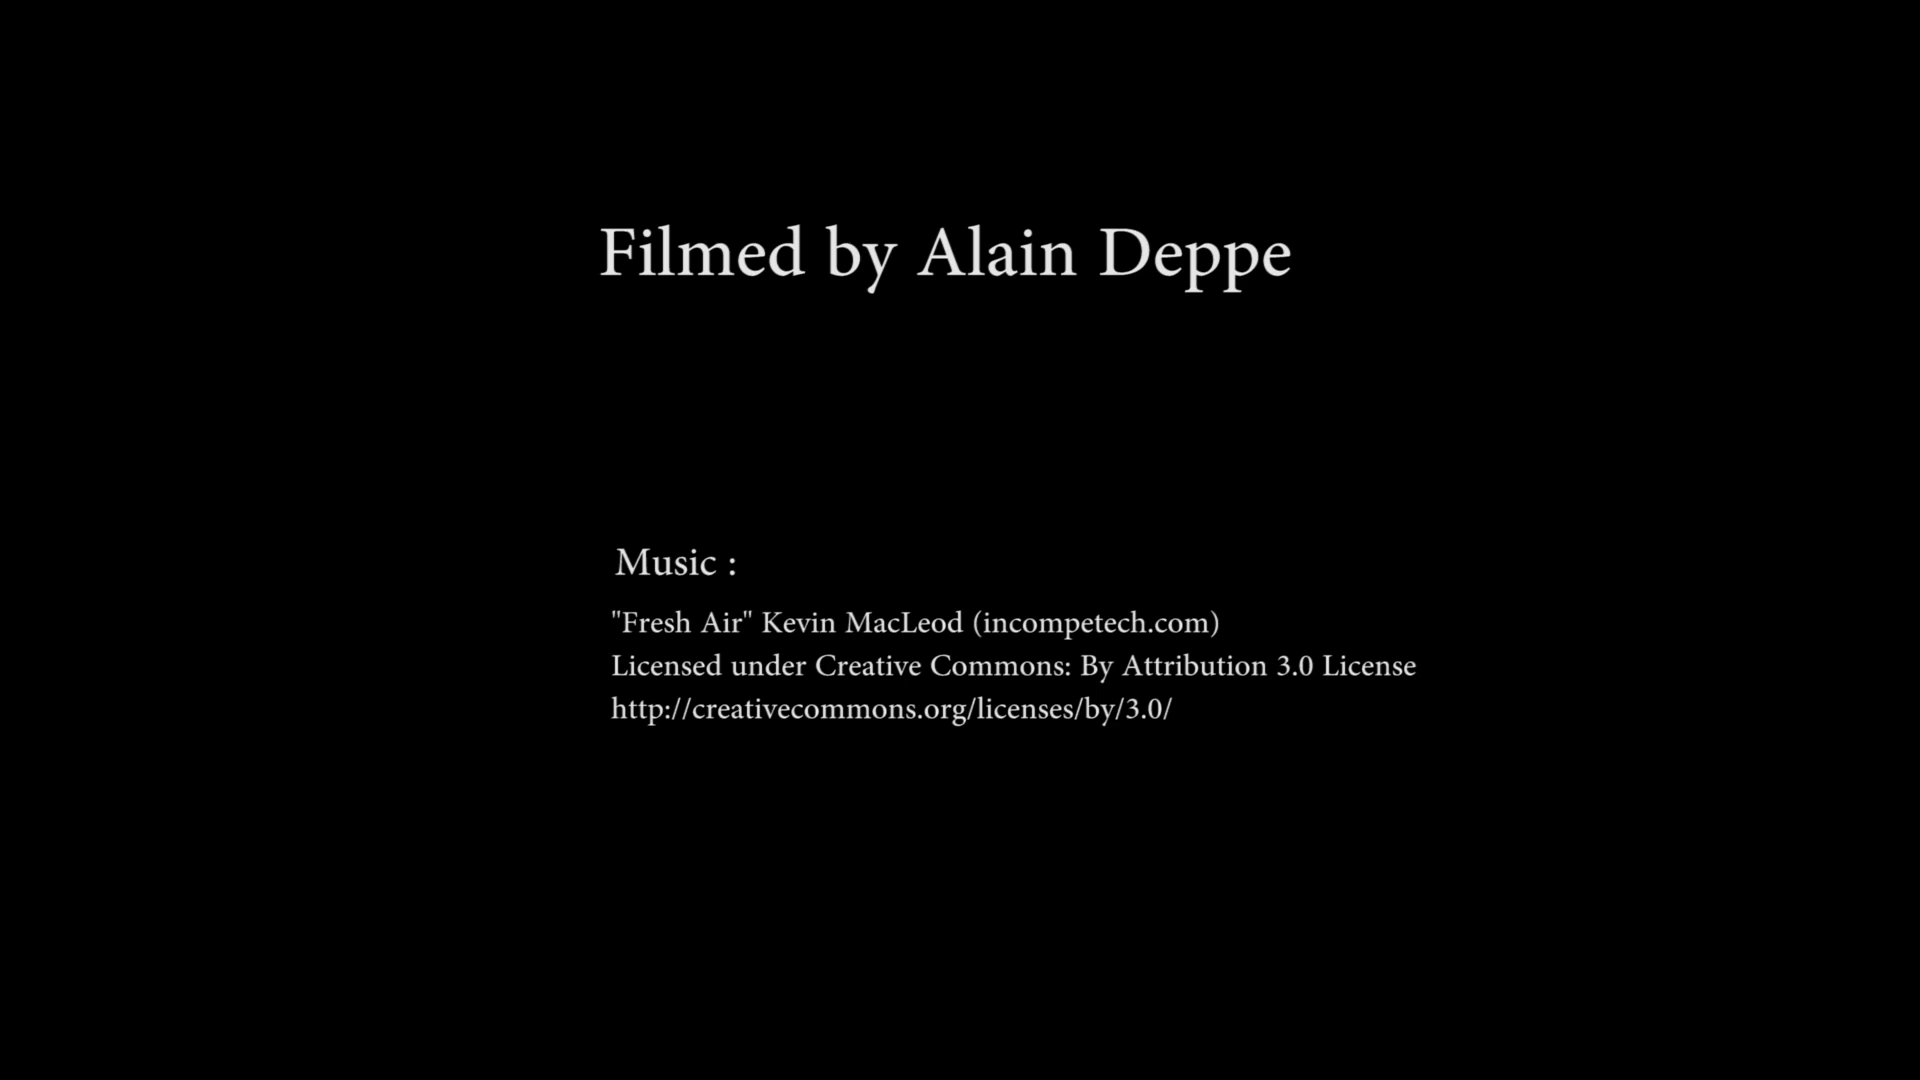 Filmed by Alain Deppe
Music :
"Fresh Air" Kevin MacLeod (incompetech.com)
Licensed under Creative Commons: By Attribution 3.0 License
http://creativecommons.org/licenses/by/3.0/